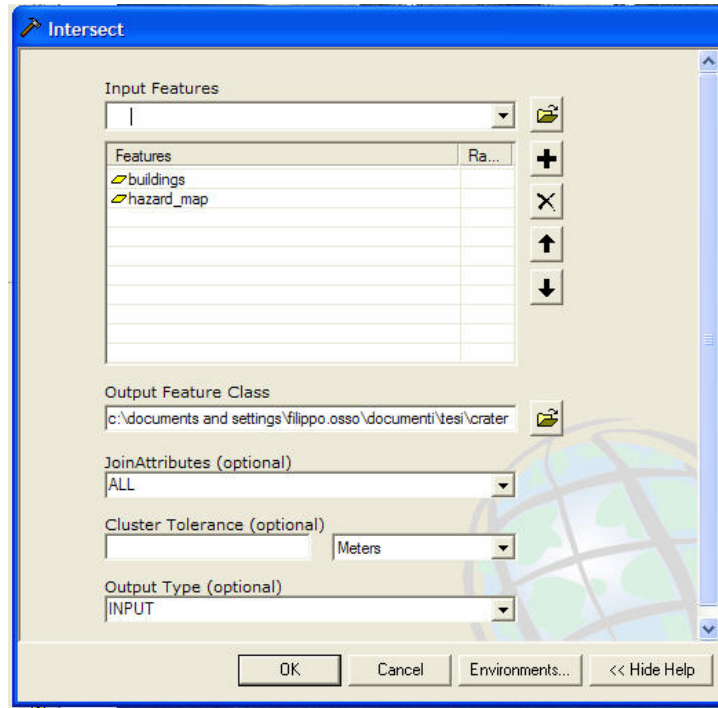 Intersect
Input Features
Features Ra...
buildings
hazard_map
Output Feature Class
c:\documents and settings\filippo.osso\documenti\tesi\crater
JoinAttributes (optional)
ALL
Cluster Tolerance (optional)
Meters
Output Type (optional)
INPUT
OK Cancel Environments... << Hide Help